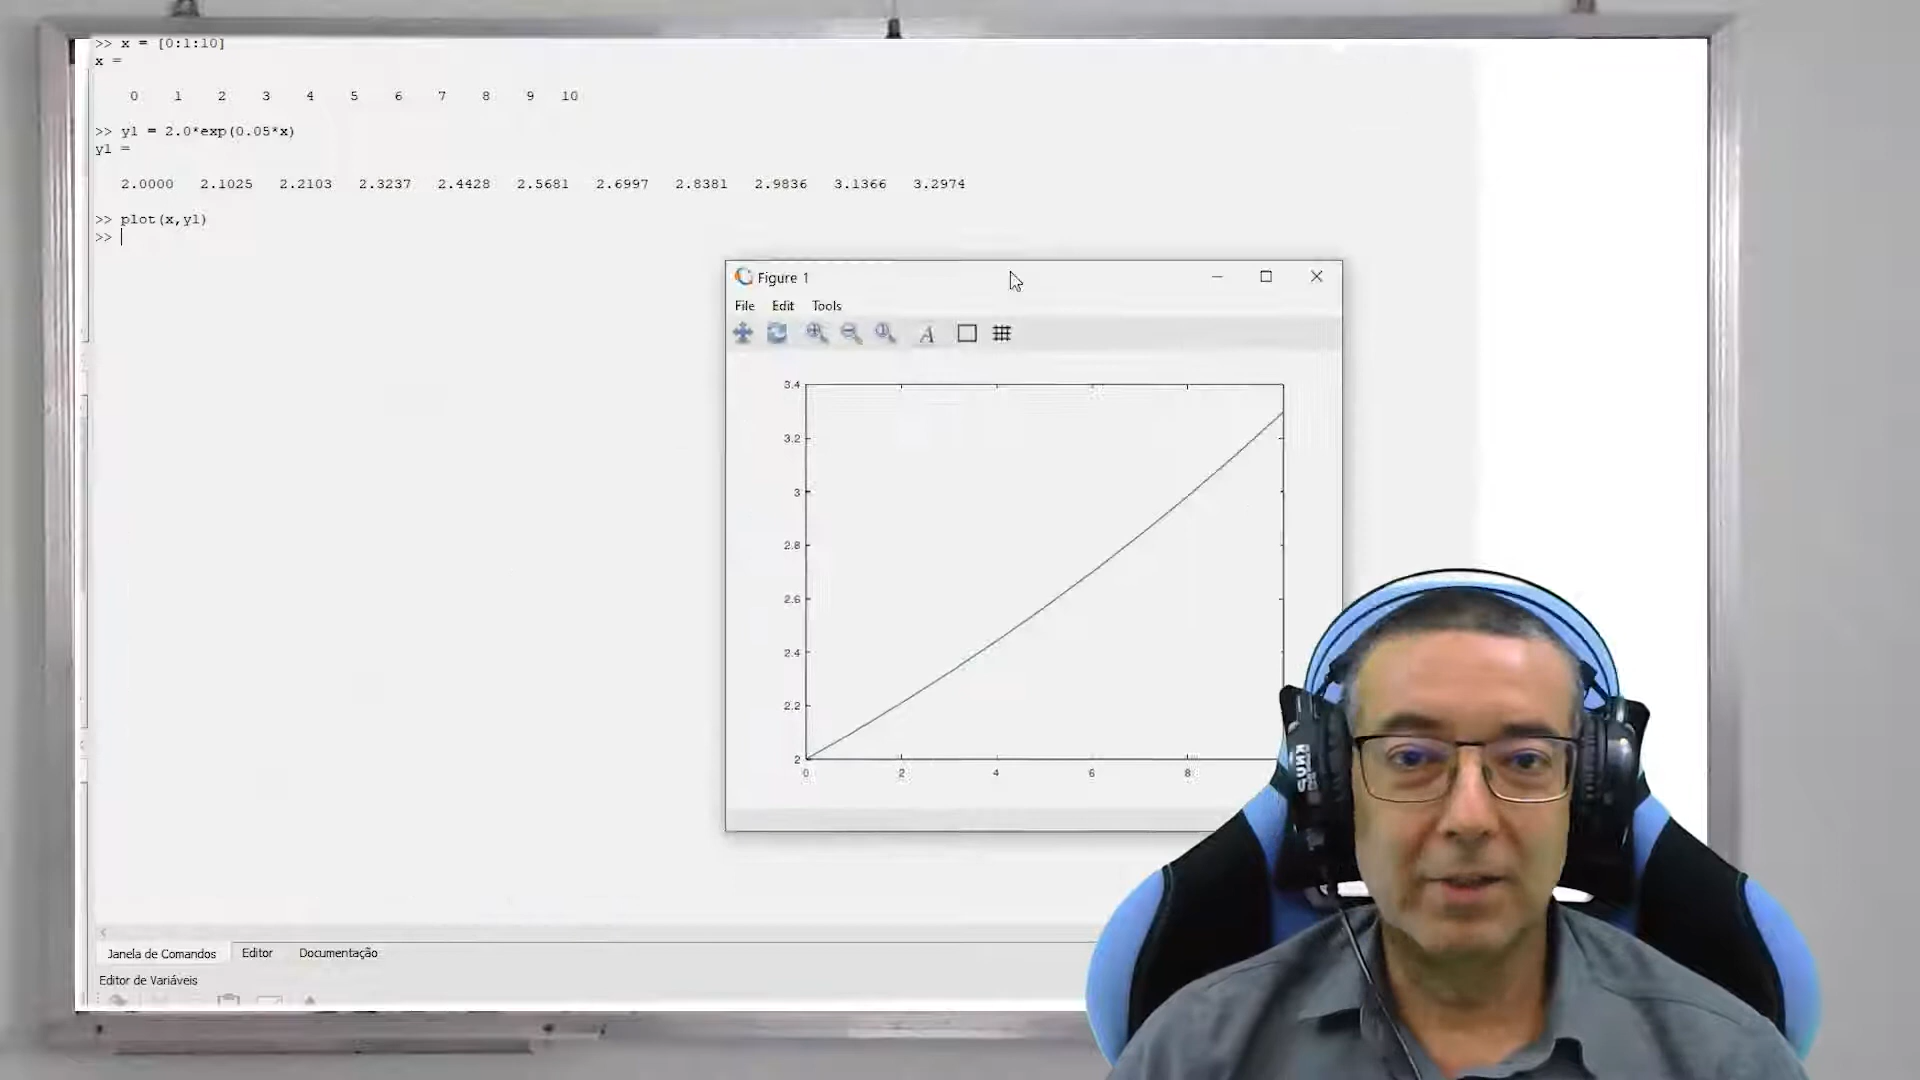 >> x = [0:1:10]
x =
0 1 2 3 4 5 6 7 8 9 10
>> y1 = 2.0*exp(0.05*x)
y1 =
2.0000 2.1025 2.2103 2.3237 2.4428 2.5681 2.6997 2.8381 2.9836 3.1366 3.2974
>> plot(x,y1)
>>
Figure 1
File Edit Tools
A
3.4
3.2
3
2.8
2.6
2.4
2.2
2
0 2 4 6 8
KNUP
Janela de Comandos Editor Documentação
Editor de Variáveis